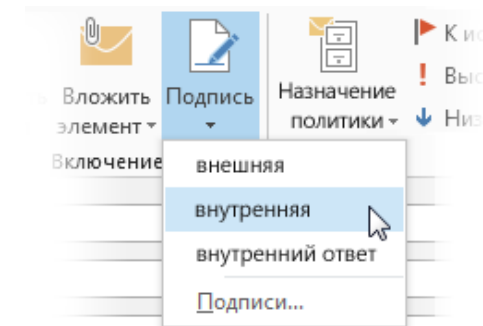 Вложить
элемент
Подпись
Назначение
политики
К
Включение
внешняя
внутренняя
внутренний ответ
Подписи...